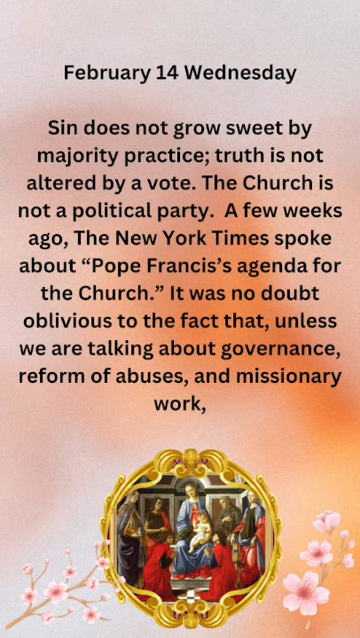 February 14 Wednesday
Sin does not grow sweet by
majority practice; truth is not
altered by a vote. The Church is
not a political party. A few weeks
ago, The New York Times spoke
about “Pope Francis’s agenda for
the Church.” It was no doubt
oblivious to the fact that, unless
we are talking about governance,
reform of abuses, and missionary
work,